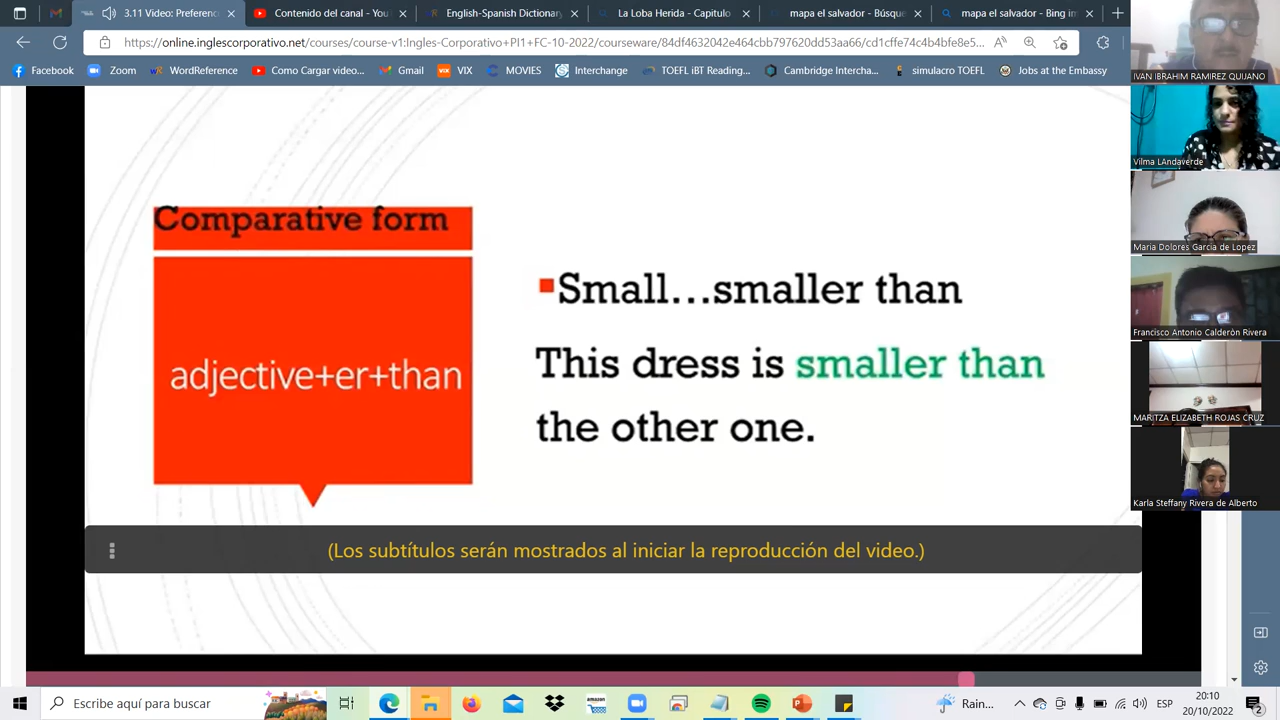 3.11 Video: Preferenc
Contenido del canal - You
English-Spanish Dictionary
La Loba Herida - Capitulo
mapa el salvador - Búsque
mapa el salvador - Bing im
https://online.inglescorporativo.net/courses/course-v1:Ingles-Corporativo+PI1+FC-10-2022/courseware/84df4632042e464cbb797620dd53aa66/cd1cffe74c4b4bfe8e5...
Facebook
Zoom
WordReference
Como Cargar video...
Gmail
VIX
MOVIES
Interchange
TOEFL iBT Reading...
Cambridge Intercha...
simulacro TOEFL
Jobs at the Embassy
IVAN IBRAHIM RAMIREZ QUIJANO
Vilma LAndaverde
Maria Dolores Garcia de Lopez
Francisco Antonio Calderòn Rivera
MARITZA ELIZABETH ROJAS CRUZ
Karla Steffany Rivera de Alberto
Comparative form
adjective+er+than
Small...smaller than
This dress is smaller than
the other one.
(Los subtítulos serán mostrados al iniciar la reproducción del video.)
Escribe aquí para buscar
amazon
Rain...
ESP
20:10
20/10/2022
2